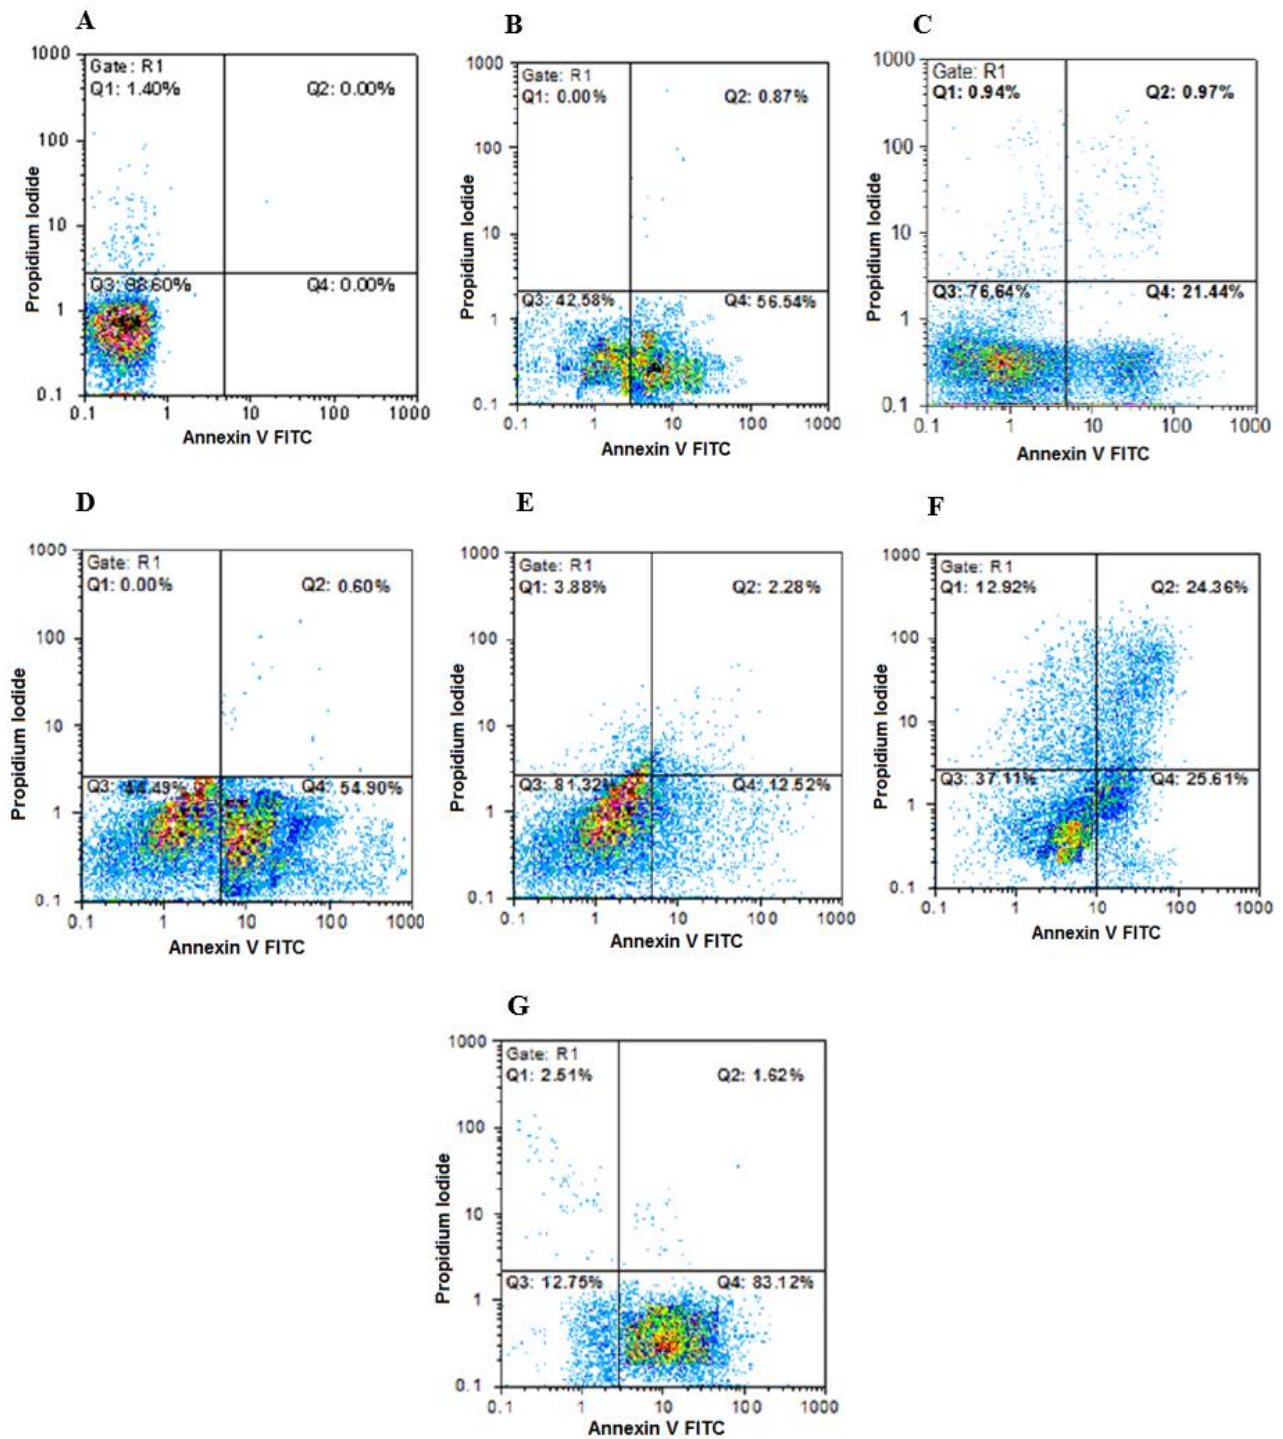 A
Gate: R1
Q1: 1.40%
Q2: 0.00%
Q3: 98.60%
Q4: 0.00%
1000
100
10
1
0.1
0.1 1 10 100 1000
Propidium Iodide
Annexin V FITC
B
Gate: R1
Q1: 0.00%
Q2: 0.87%
Q3: 42.58%
Q4: 56.54%
1000
100
10
1
0.1
0.1 1 10 100 1000
Propidium Iodide
Annexin V FITC
C
Gate: R1
Q1: 0.94%
Q2: 0.97%
Q3: 76.64%
Q4: 21.44%
1000
100
10
1
0.1
0.1 1 10 100 1000
Propidium Iodide
Annexin V FITC
D
Gate: R1
Q1: 0.00%
Q2: 0.60%
Q3: 44.49%
Q4: 54.90%
1000
100
10
1
0.1
0.1 1 10 100 1000
Propidium Iodide
Annexin V FITC
E
Gate: R1
Q1: 3.88%
Q2: 2.28%
Q3: 81.32%
Q4: 12.52%
1000
100
10
1
0.1
0.1 1 10 100 1000
Propidium Iodide
Annexin V FITC
F
Gate: R1
Q1: 12.92%
Q2: 24.36%
Q3: 37.11%
Q4: 25.61%
1000
100
10
1
0.1
0.1 1 10 100 1000
Propidium Iodide
Annexin V FITC
G
Gate: R1
Q1: 2.51%
Q2: 1.62%
Q3: 12.75%
Q4: 83.12%
1000
100
10
1
0.1
0.1 1 10 100 1000
Propidium Iodide
Annexin V FITC